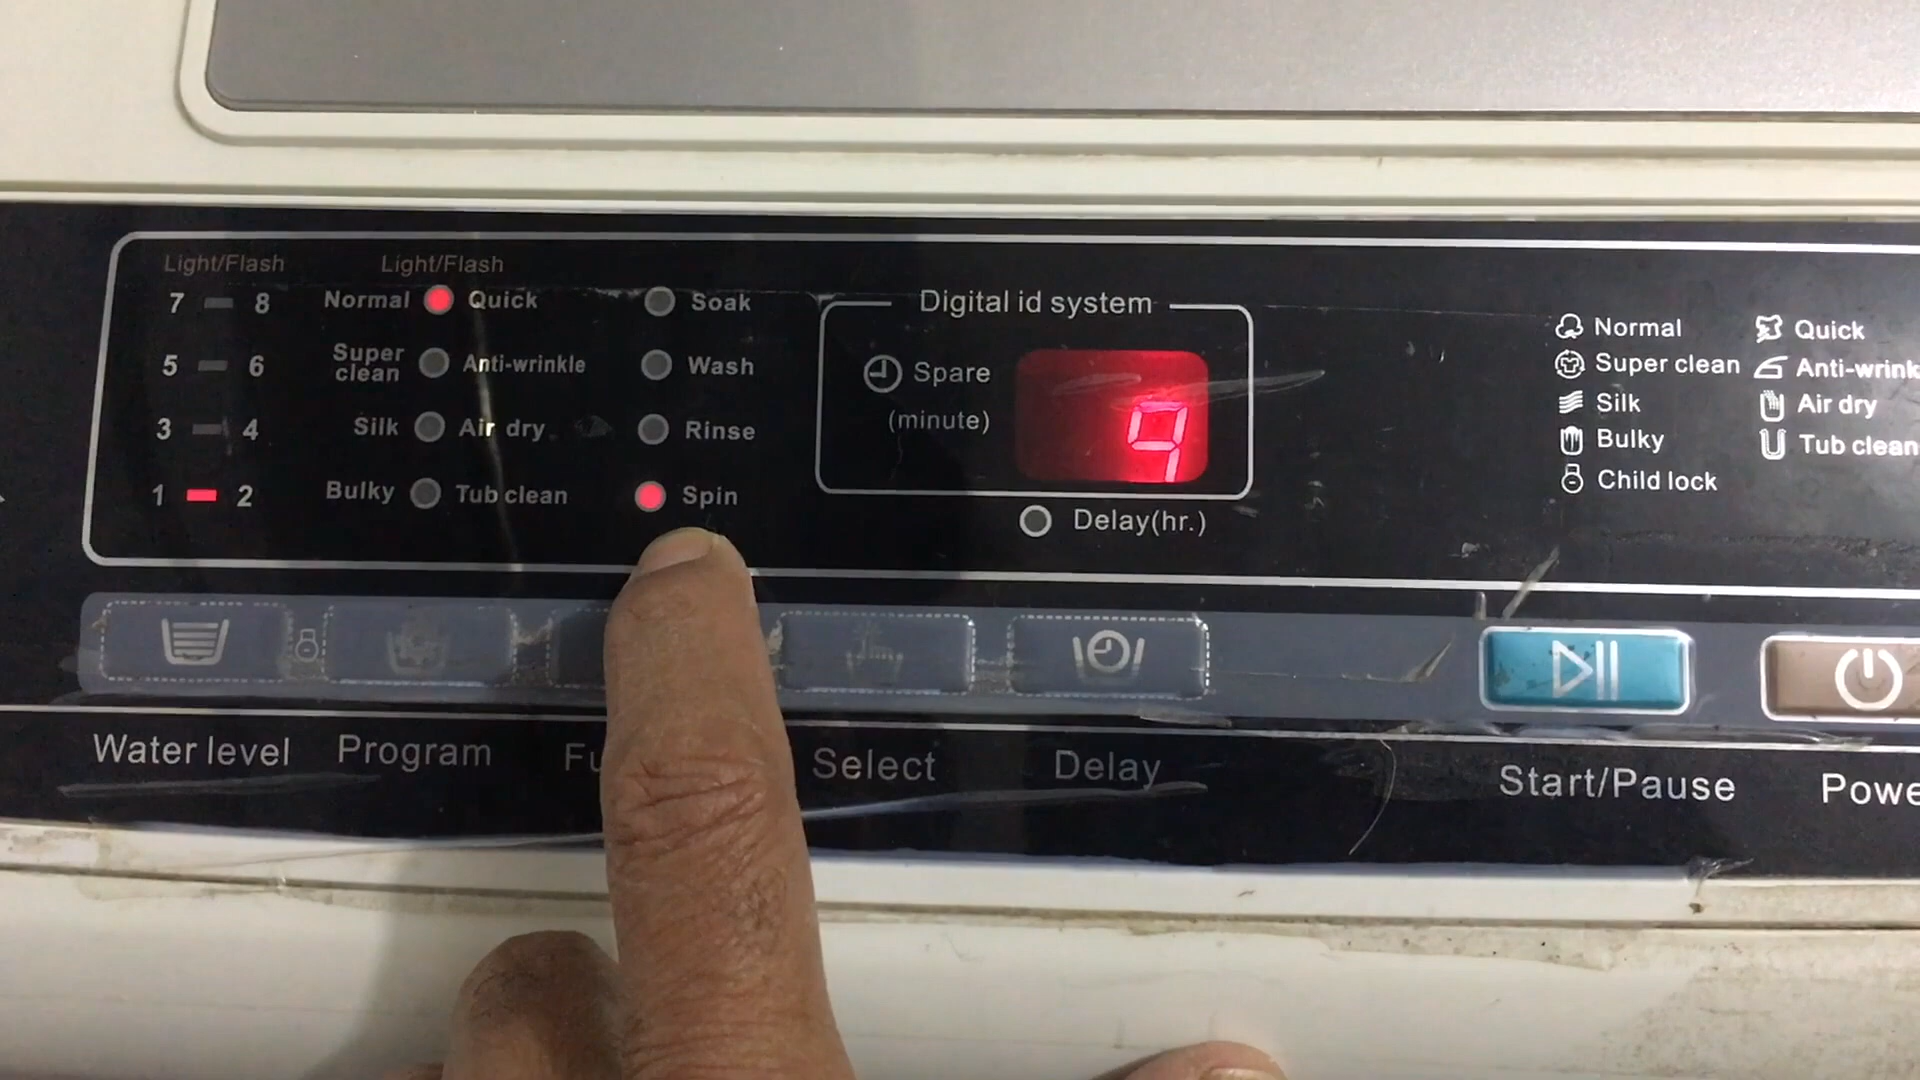 Light/Flash Light/Flash
7 8 Normal Quick Soak
5 6 Super clean Anti-wrinkle Wash
3 4 Silk Air dry Rinse
1 2 Bulky Tub clean Spin
Digital id system
Spare
(minute)
9
Delay(hr.)
Normal Quick
Super clean Anti-wrink
Silk Air dry
Bulky Tub clean
Child lock
Water level Program Fu Select Delay Start/Pause Powe